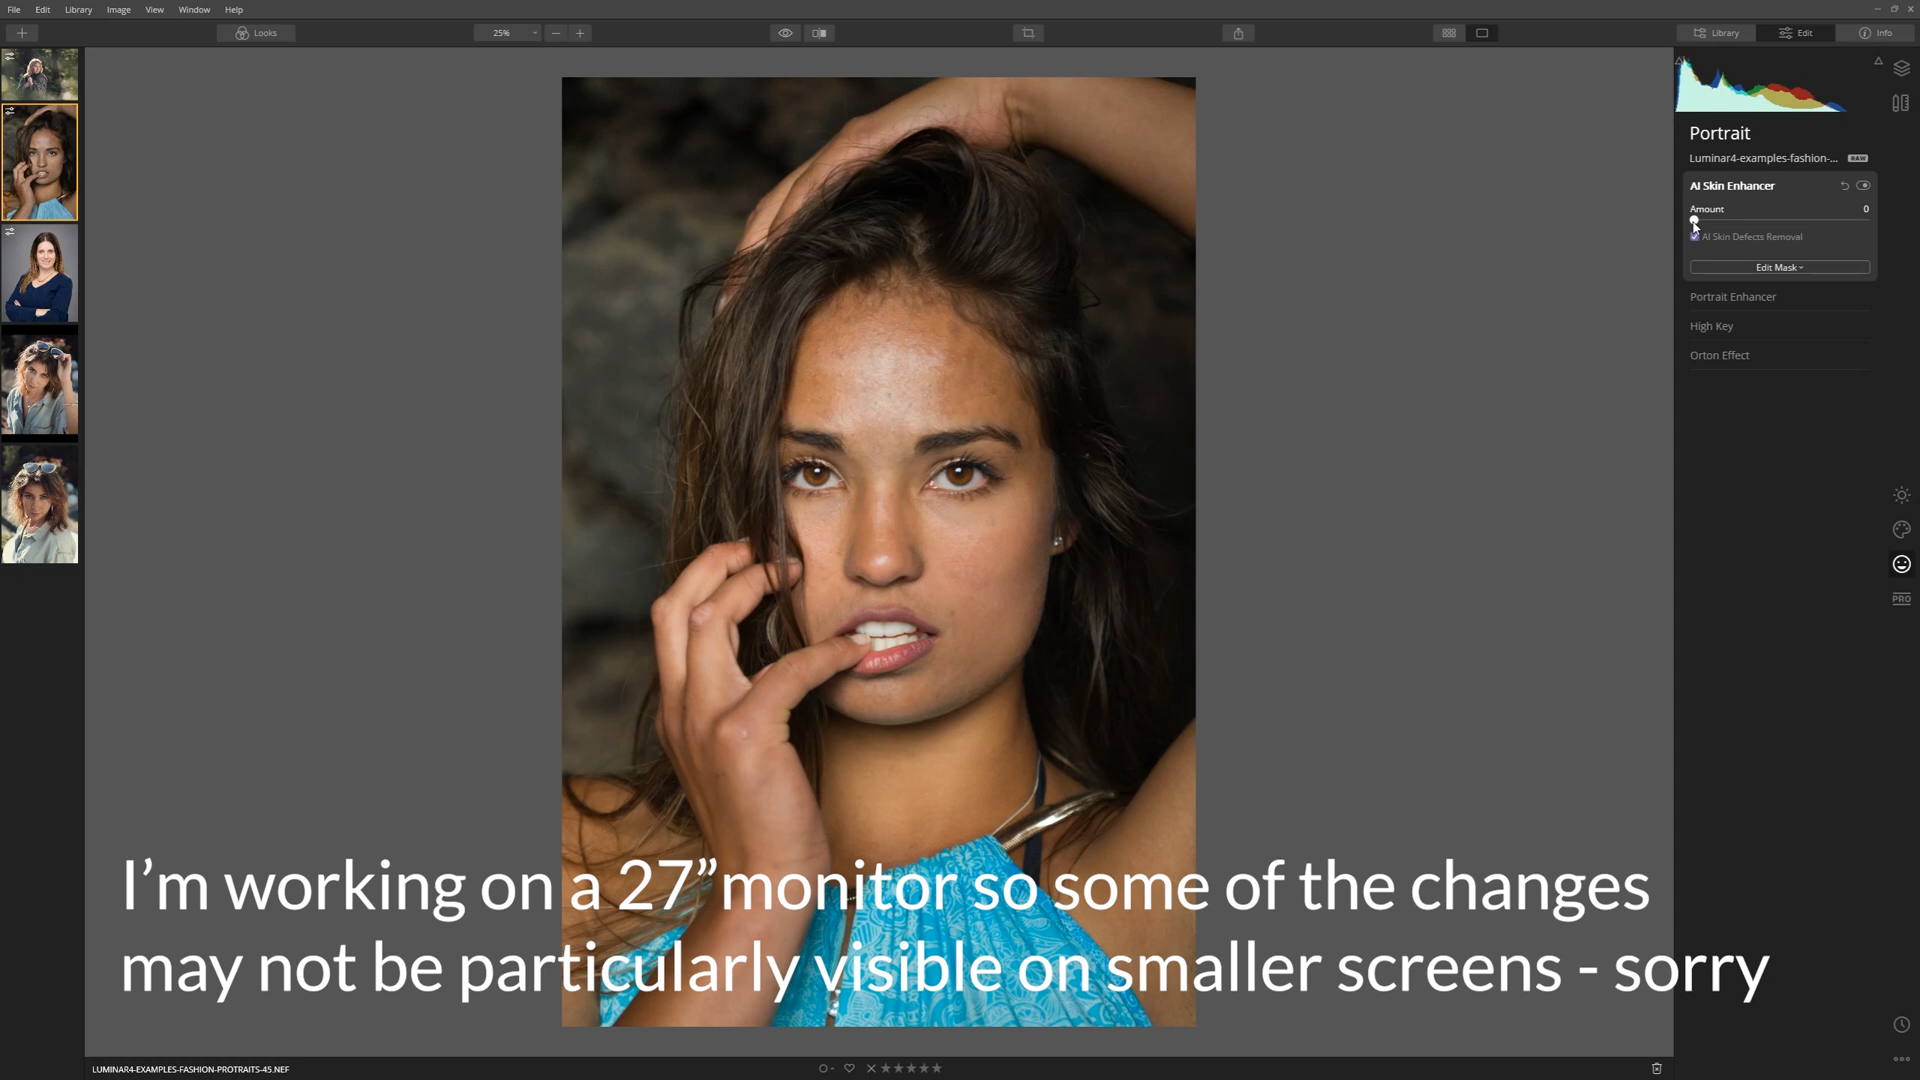 File Edit Library Image View Window Help
Looks
25%
Library
Edit
Info
Portrait
Luminar4-examples-fashion-...
RAW
AI Skin Enhancer
Amount 0
AI Skin Defects Removal
Edit Mask
Portrait Enhancer
High Key
Orton Effect
PRO
I’m working on a 27”monitor so some of the changes
may not be particularly visible on smaller screens - sorry
LUMINAR4-EXAMPLES-FASHION-PROTRAITS-45.NEF